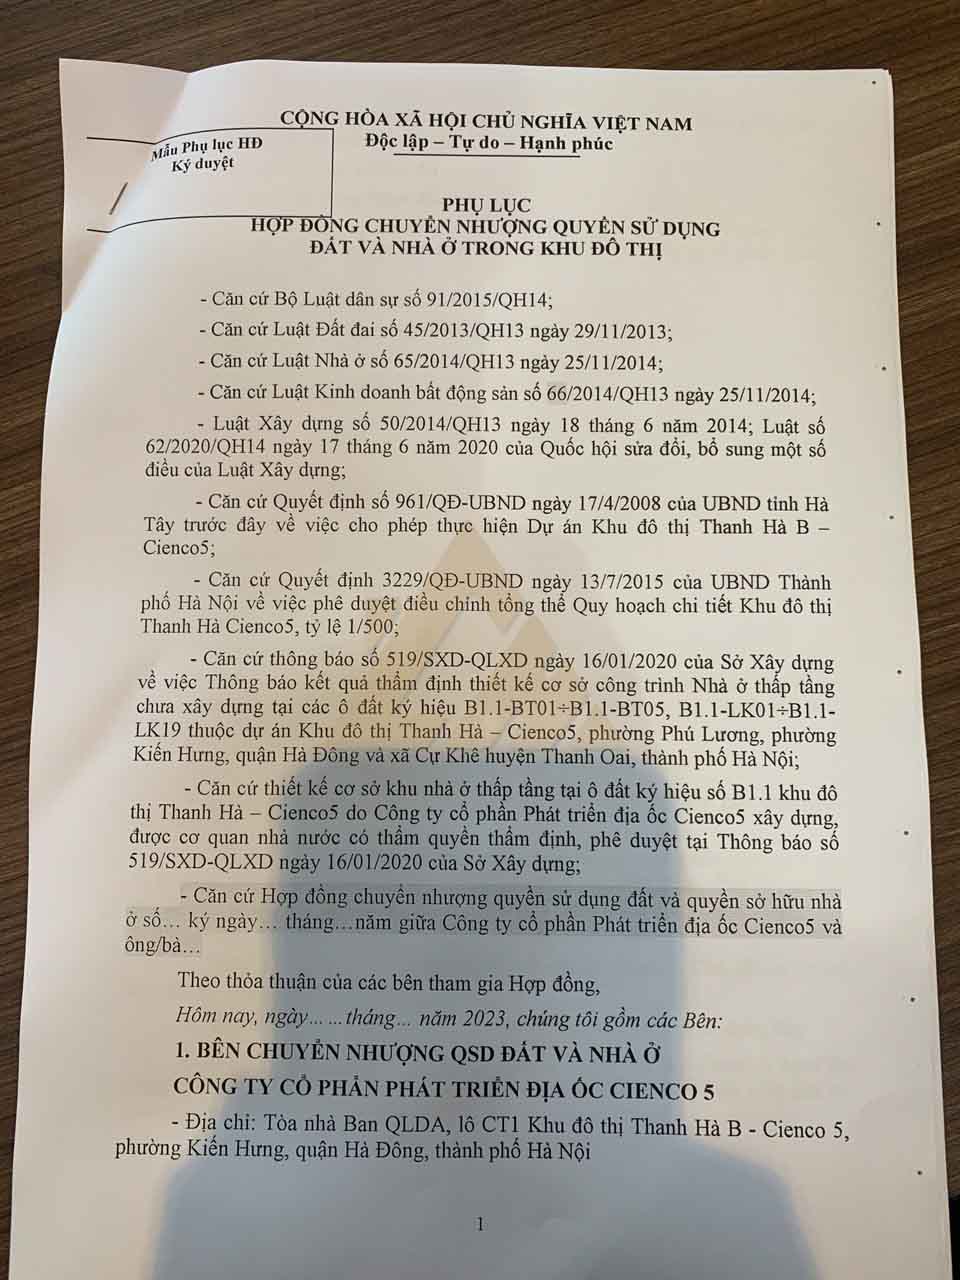 CỘNG HÒA XÃ HỘI CHỦ NGHĨA VIỆT NAM
Độc lập – Tự do – Hạnh phúc
Mẫu Phụ lục HĐ
Ký duyệt
PHỤ LỤC
HỢP ĐỒNG CHUYỂN NHƯỢNG QUYỀN SỬ DỤNG
ĐẤT VÀ NHÀ Ở TRONG KHU ĐÔ THỊ
- Căn cứ Bộ Luật dân sự số 91/2015/QH14;
- Căn cứ Luật Đất đai số 45/2013/QH13 ngày 29/11/2013;
- Căn cứ Luật Nhà ở số 65/2014/QH13 ngày 25/11/2014;
- Căn cứ Luật Kinh doanh bất động sản số 66/2014/QH13 ngày 25/11/2014;
- Luật Xây dựng số 50/2014/QH13 ngày 18 tháng 6 năm 2014; Luật số
62/2020/QH14 ngày 17 tháng 6 năm 2020 của Quốc hội sửa đổi, bổ sung một số
điều của Luật Xây dựng;
- Căn cứ Quyết định số 961/QĐ-UBND ngày 17/4/2008 của UBND tỉnh Hà
Tây trước đây về việc cho phép thực hiện Dự án Khu đô thị Thanh Hà B –
Cienco5;
- Căn cứ Quyết định 3229/QĐ-UBND ngày 13/7/2015 của UBND Thành
phố Hà Nội về việc phê duyệt điều chỉnh tổng thể Quy hoạch chi tiết Khu đô thị
Thanh Hà Cienco5, tỷ lệ 1/500;
- Căn cứ thông báo số 519/SXD-QLXD ngày 16/01/2020 của Sở Xây dựng
về việc Thông báo kết quả thẩm định thiết kế cơ sở công trình Nhà ở thấp tầng
chưa xây dựng tại các ô đất ký hiệu B1.1-BT01÷B1.1-BT05, B1.1-LK01÷B1.1-
LK19 thuộc dự án Khu đô thị Thanh Hà – Cienco5, phường Phú Lương, phường
Kiến Hưng, quận Hà Đông và xã Cự Khê huyện Thanh Oai, thành phố Hà Nội;
- Căn cứ thiết kế cơ sở khu nhà ở thấp tầng tại ô đất ký hiệu số B1.1 khu đô
thị Thanh Hà – Cienco5 do Công ty cổ phần Phát triển địa ốc Cienco5 xây dựng,
được cơ quan nhà nước có thẩm quyền thẩm định, phê duyệt tại Thông báo số
519/SXD-QLXD ngày 16/01/2020 của Sở Xây dựng;
- Căn cứ Hợp đồng chuyển nhượng quyền sử dụng đất và quyền sở hữu nhà
ở số… ký ngày… tháng…năm giữa Công ty cổ phần Phát triển địa ốc Cienco5 và
ông/bà…
Theo thỏa thuận của các bên tham gia Hợp đồng,
Hôm nay, ngày… …tháng… năm 2023, chúng tôi gồm các Bên:
1. BÊN CHUYỂN NHƯỢNG QSD ĐẤT VÀ NHÀ Ở
CÔNG TY CỔ PHẦN PHÁT TRIỂN ĐỊA ỐC CIENCO 5
- Địa chỉ: Tòa nhà Ban QLDA, lô CT1 Khu đô thị Thanh Hà B - Cienco 5,
phường Kiến Hưng, quận Hà Đông, thành phố Hà Nội
1